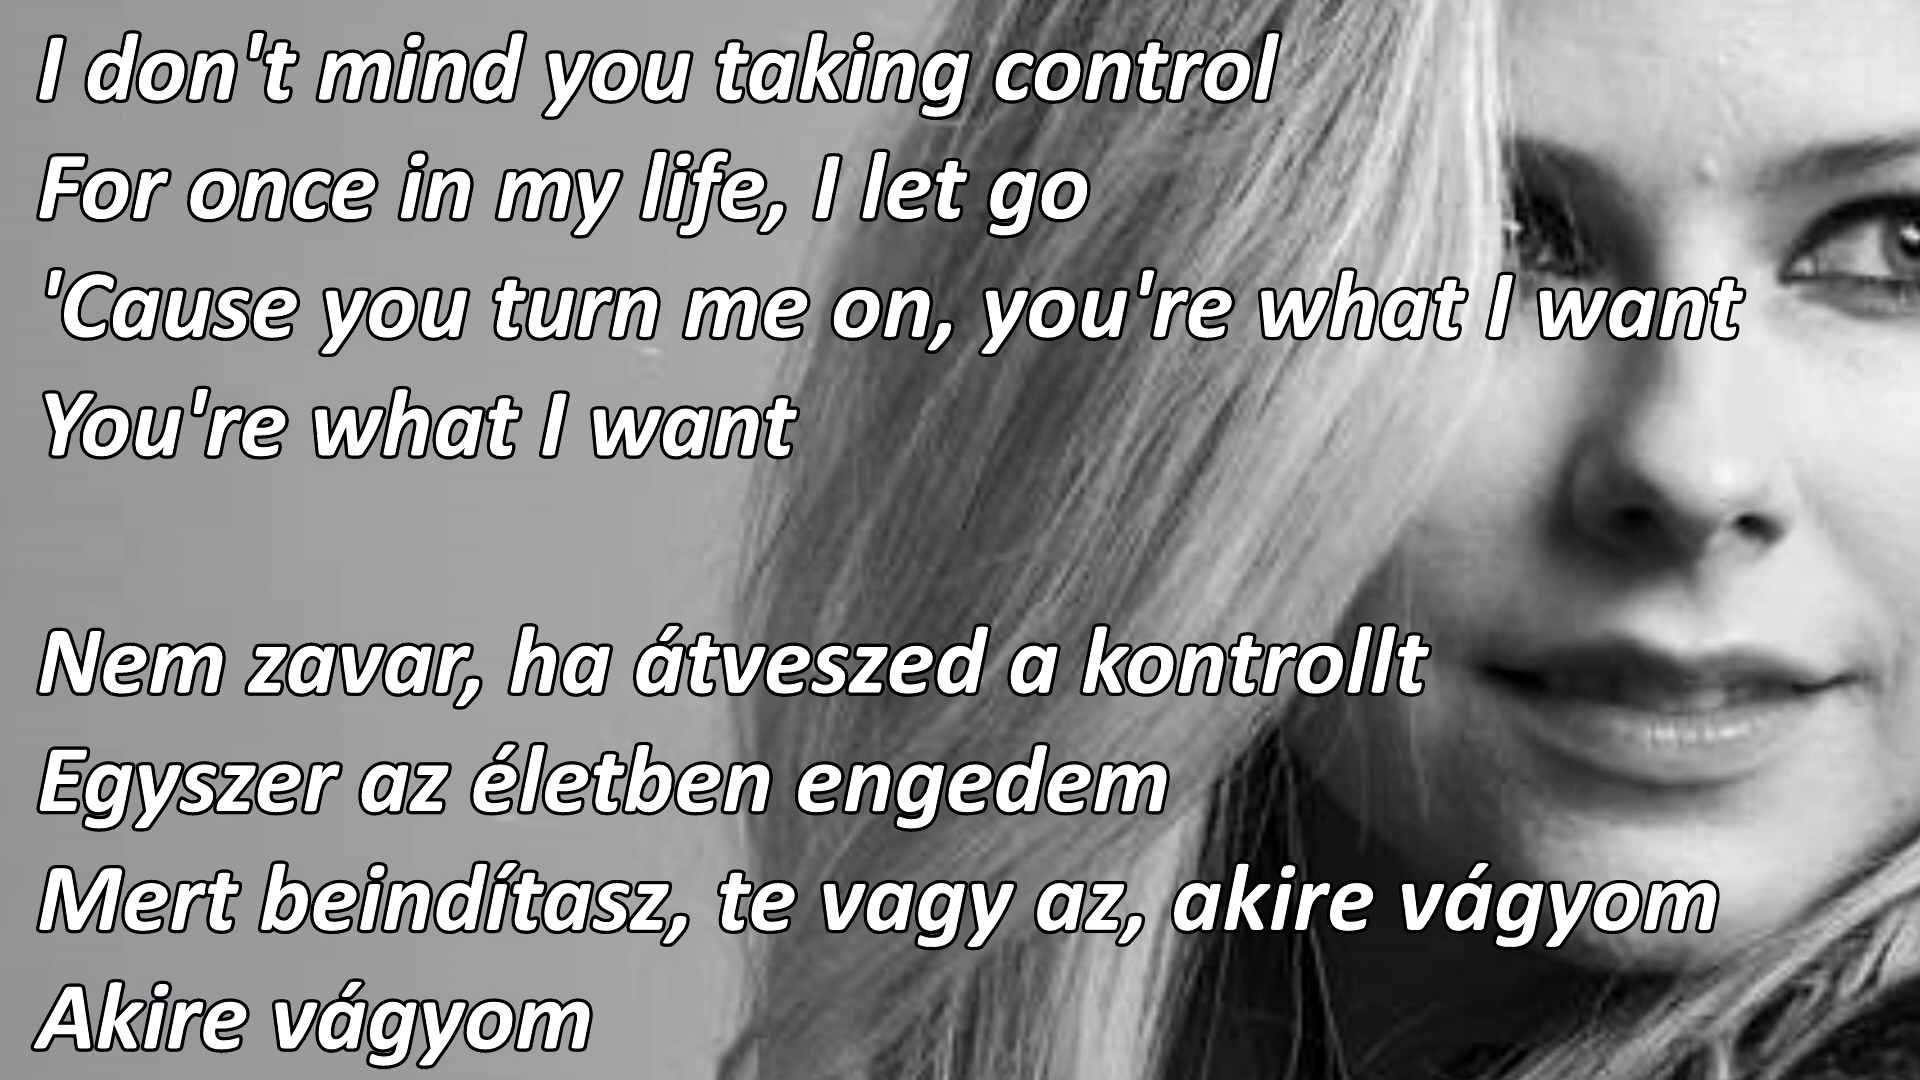 I don't mind you taking control
For once in my life, I let go
'Cause you turn me on, you're what I want
You're what I want
Nem zavar, ha átveszed a kontrollt
Egyszer az életben engedem
Mert beindítasz, te vagy az, akire vágyom
Akire vágyom